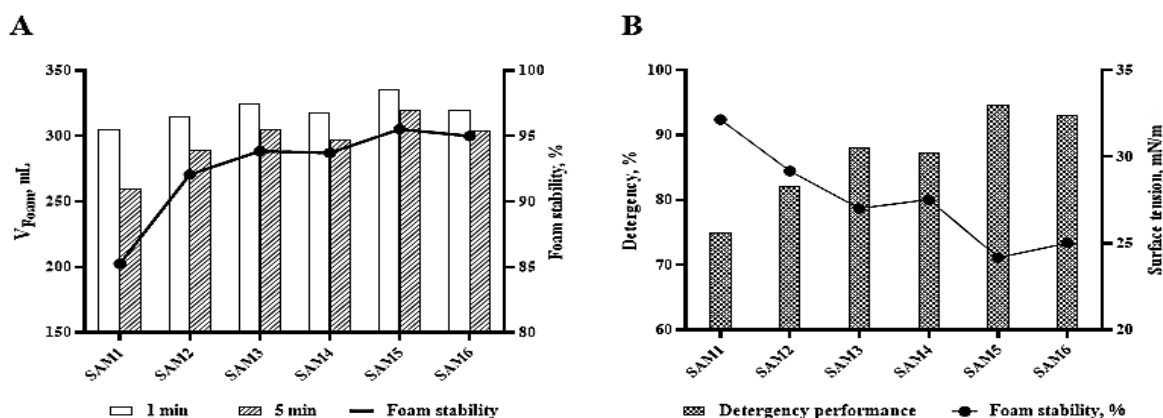 A
350
300
250
200
150
V Foam, mL
100
95
90
85
80
Foam stability, %
SAM1 SAM2 SAM3 SAM4 SAM5 SAM6
1 min 5 min Foam stability
B
100
90
80
70
60
Detergency, %
35
30
25
20
Surface tension, mN/m
SAM1 SAM2 SAM3 SAM4 SAM5 SAM6
Detergency performance Foam stability, %